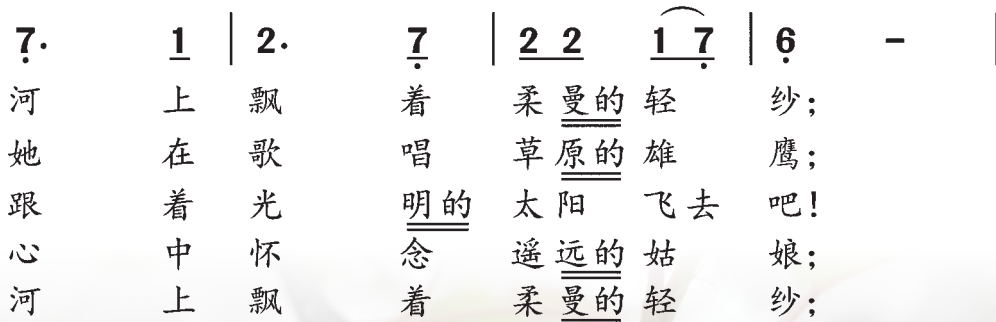 7. 1 | 2. 7 | 2 2 1 7 | 6 - |
河上飘着柔曼的轻纱;
她在歌唱草原的雄鹰;
跟着光明的太阳飞去吧!
心中怀念遥远的姑娘;
河上飘着柔曼的轻纱;